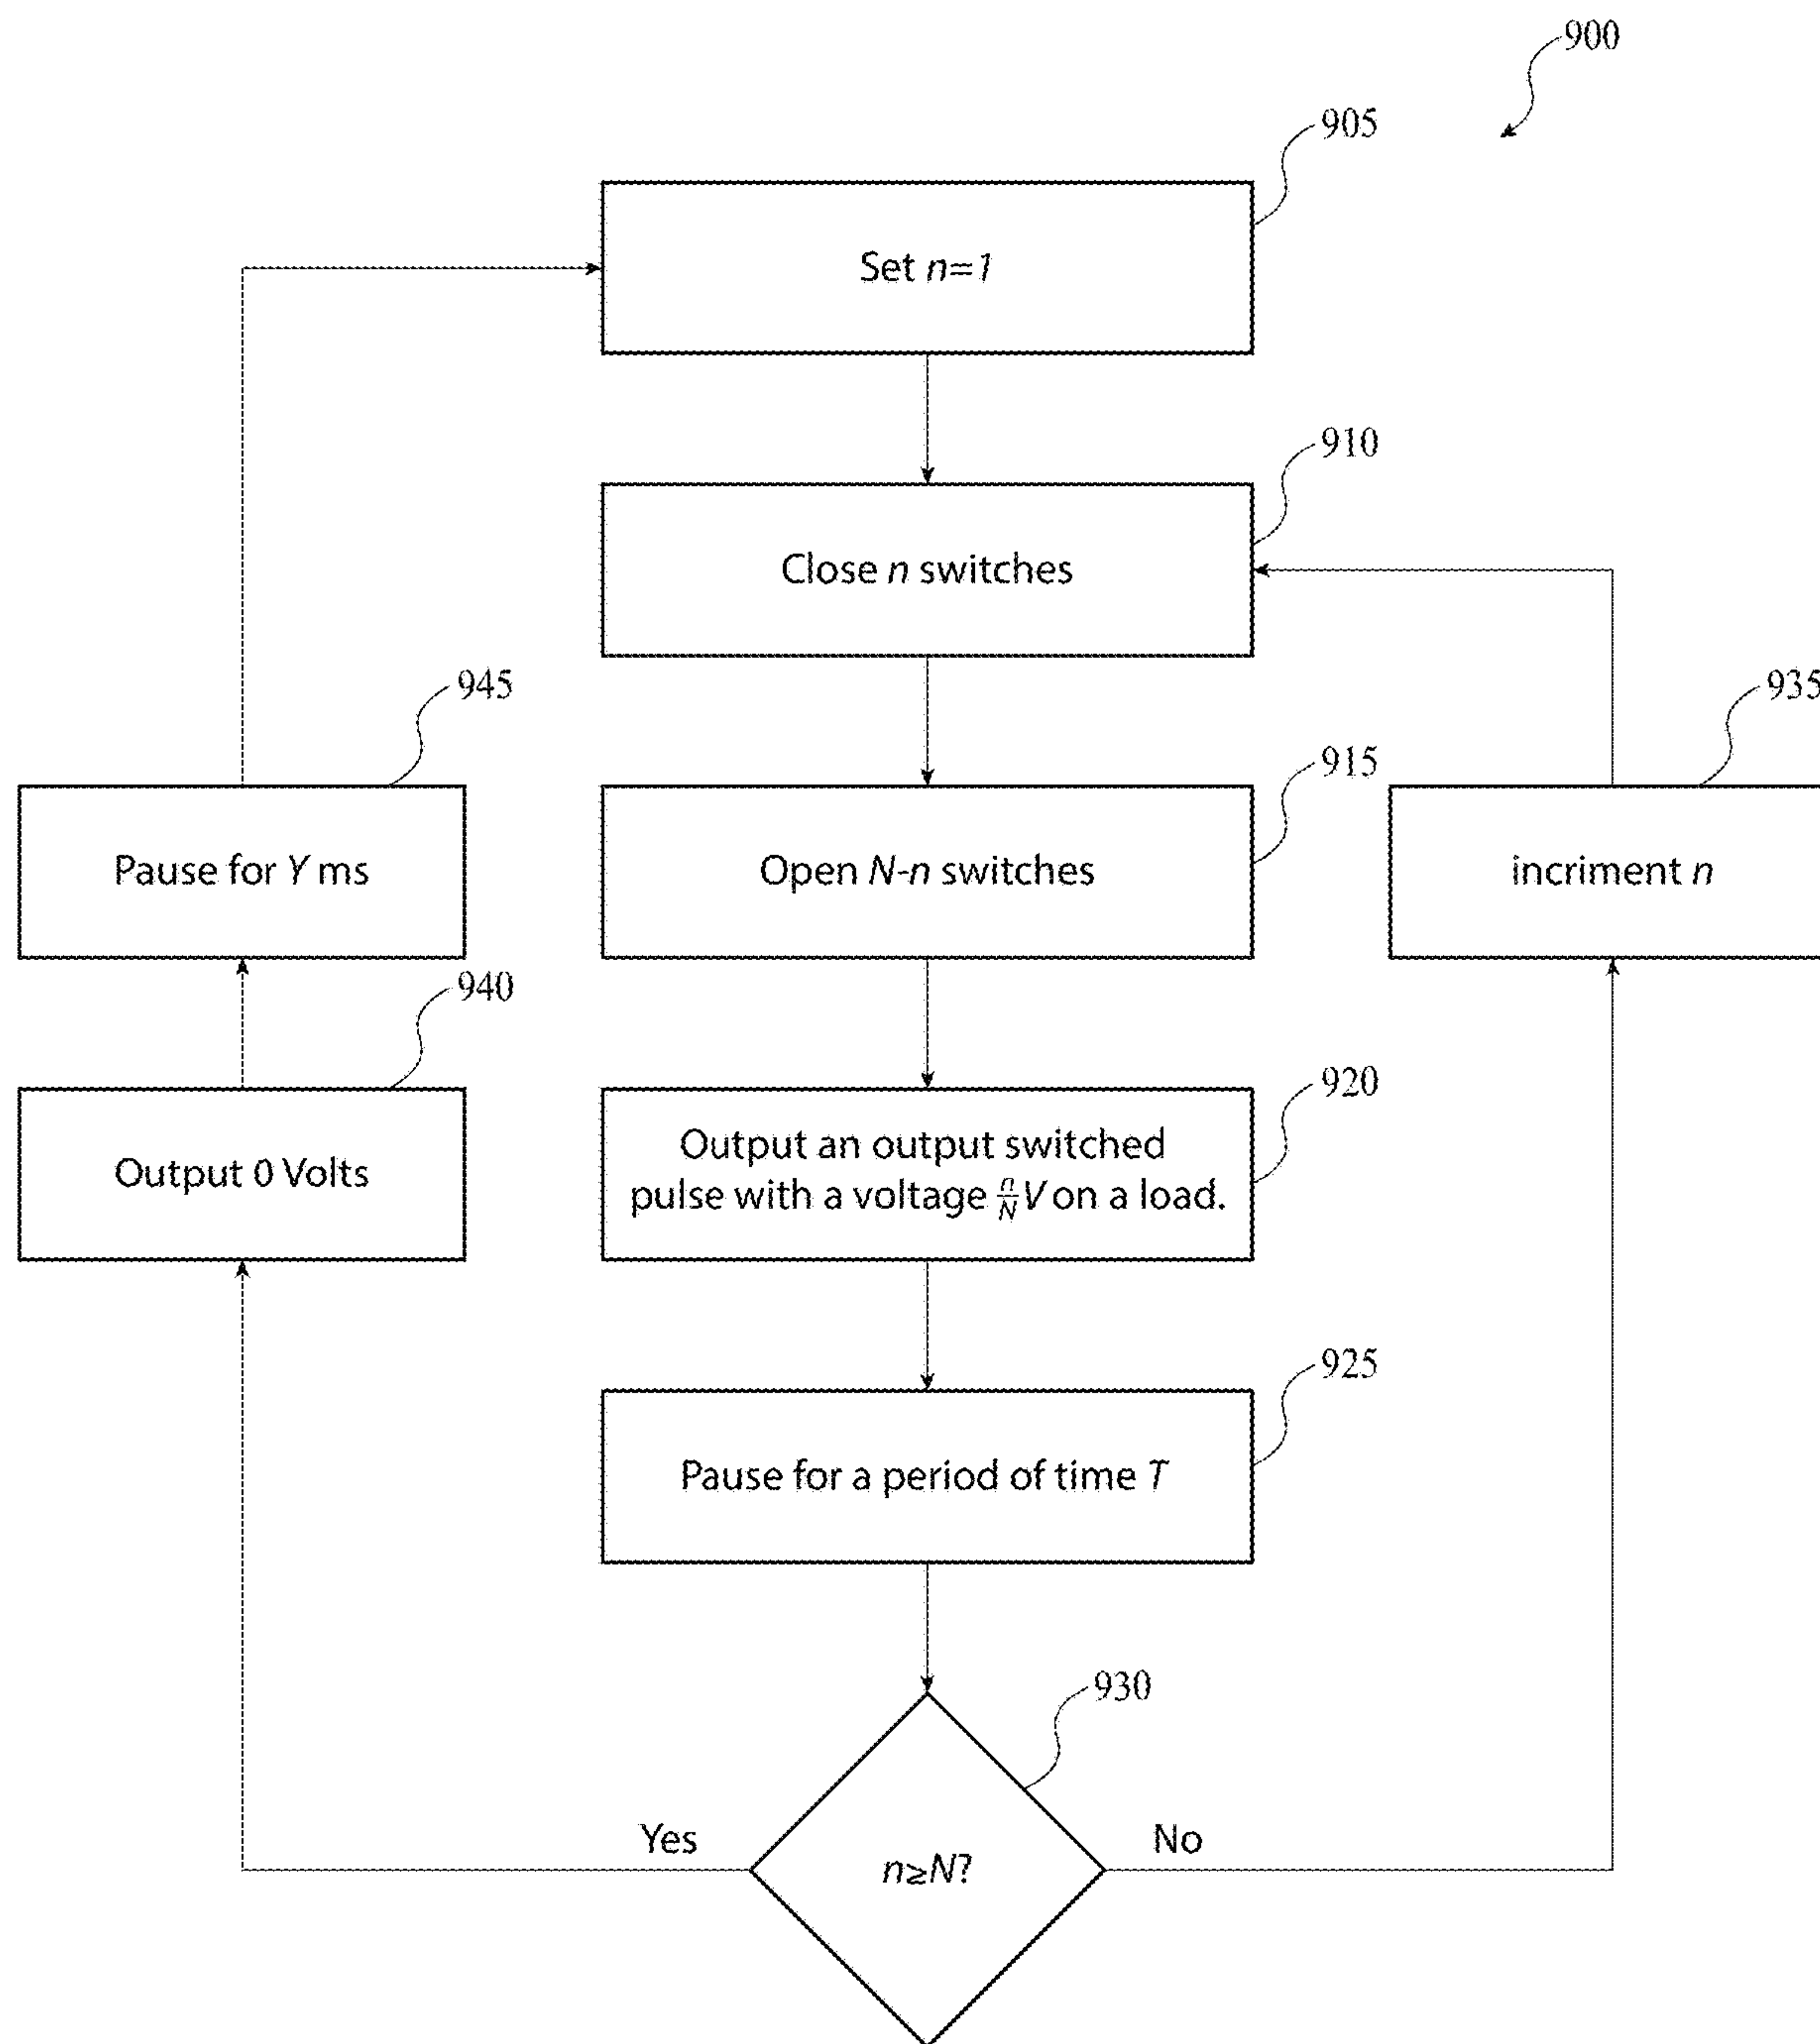 900
905
Set n=1
910
Close n switches
945
915
935
Pause for Y ms
Open N-n switches
incriment n
940
920
Output 0 Volts
Output an output switched
pulse with a voltage n/N V on a load.
925
Pause for a period of time T
930
Yes
No
n≥N?